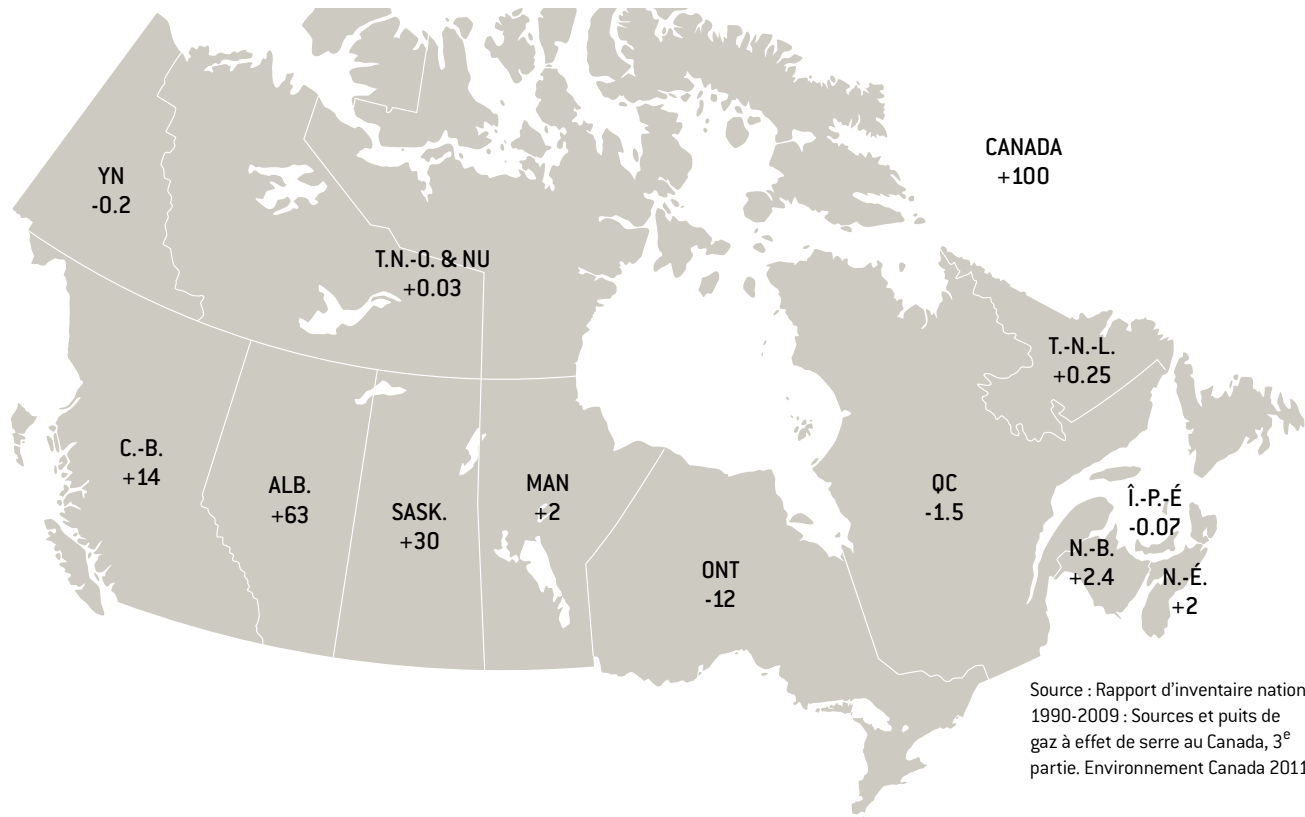 CANADA
+100
YN
-0.2
T.N.-O. & NU
+0.03
T.-N.-L.
+0.25
C.-B.
+14
ALB.
+63
SASK.
+30
MAN
+2
ONT
-12
QC
-1.5
Î.-P.-É
-0.07
N.-B.
+2.4
N.-É.
+2
Source : Rapport d’inventaire nation
1990-2009 : Sources et puits de
gaz à effet de serre au Canada, 3e
partie. Environnement Canada 2011